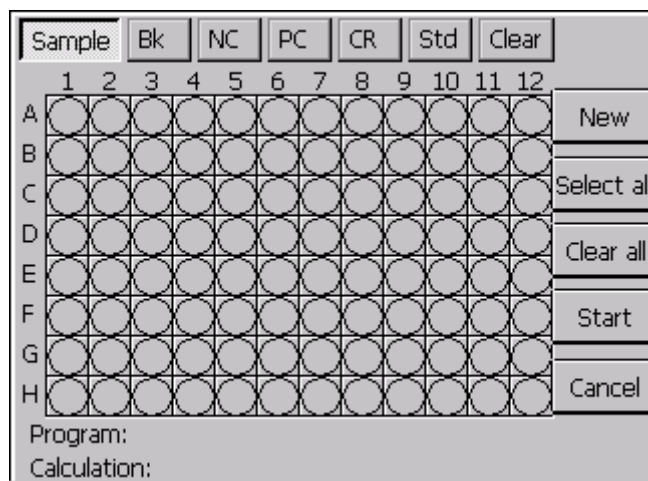 Sample Bk NC PC CR Std Clear
1 2 3 4 5 6 7 8 9 10 11 12
A
New
B
Select al
C
D
Clear all
E
F
Start
G
H
Cancel
Program:
Calculation: